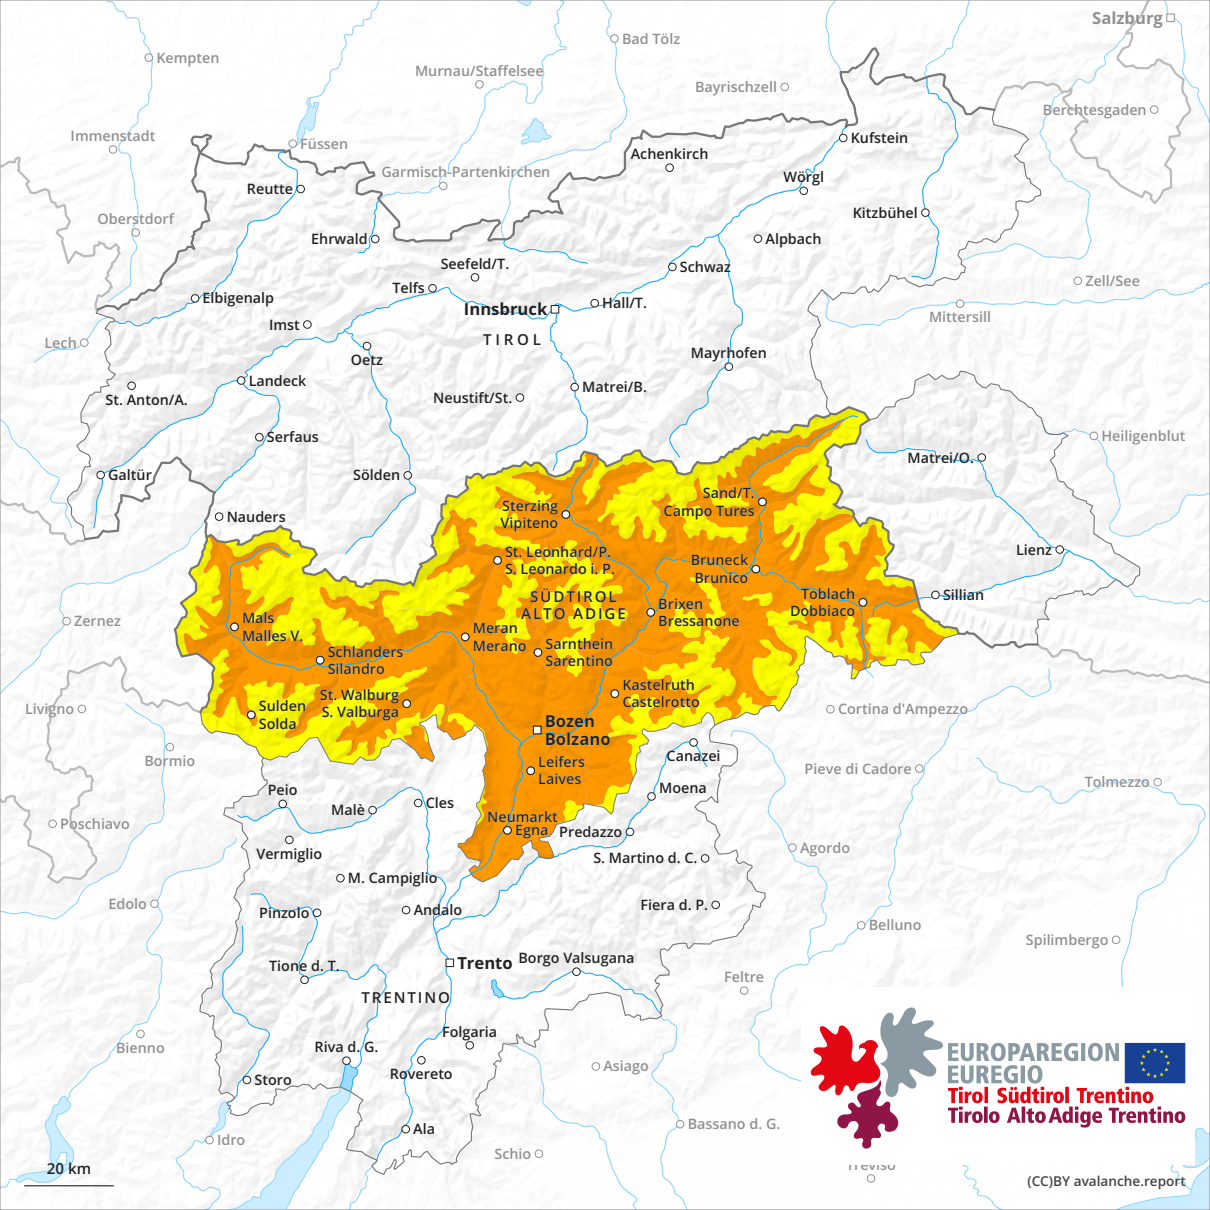 Salzburg
Bad Tölz
Kempten
Murnau/Staffelsee
Bayrischzell
Berchtesgaden
Immenstadt
Füssen
Kufstein
Achenkirch
Garmisch-Partenkirchen
Wörgl
Reutte
Kitzbühel
Oberstdorf
Ehrwald
Alpbach
Seefeld/T.
Schwaz
Zell/See
Telfs
Elbigenalp
Hall/T.
Innsbruck
Mittersill
Imst
TIROL
Lech
Oetz
Mayrhofen
Landeck
Matrei/B.
St. Anton/A.
Neustift/St.
Serfaus
Heiligenblut
Matrei/O.
Galtür
Sölden
Sand/T.
Campo Tures
Sterzing
Vipiteno
Nauders
St. Leonhard/P.
S. Leonardo i. P.
Lienz
Bruneck
Brunico
SÜDTIROL
ALTO ADIGE
Toblach
Dobbiaco
Sillian
Brixen
Bressanone
Mals
Malles V.
Zernez
Meran
Merano
Sarnthein
Sarentino
Schlanders
Silandro
Kastelruth
Castelrotto
St. Walburg
S. Valburga
Sulden
Solda
Livigno
Cortina d'Ampezzo
Bozen
Bolzano
Bormio
Canazei
Leifers
Laives
Pieve di Cadore
Tolmezzo
Peio
Moena
Malè
Cles
Neumarkt
Egna
Predazzo
Poschiavo
Vermiglio
Agordo
S. Martino d. C.
M. Campiglio
Edolo
Pinzolo
Andalo
Fiera d. P.
Belluno
Spilimbergo
Trento
Borgo Valsugana
Tione d. T.
Feltre
TRENTINO
Folgaria
Bienno
Riva d. G.
Rovereto
Asiago
Storo
EUROPAREGION
EUREGIO
Tirol Südtirol Trentino
Tirolo Alto Adige Trentino
Ala
Bassano d. G.
Idro
Schio
Treviso
20 km
(CC)BY avalanche.report